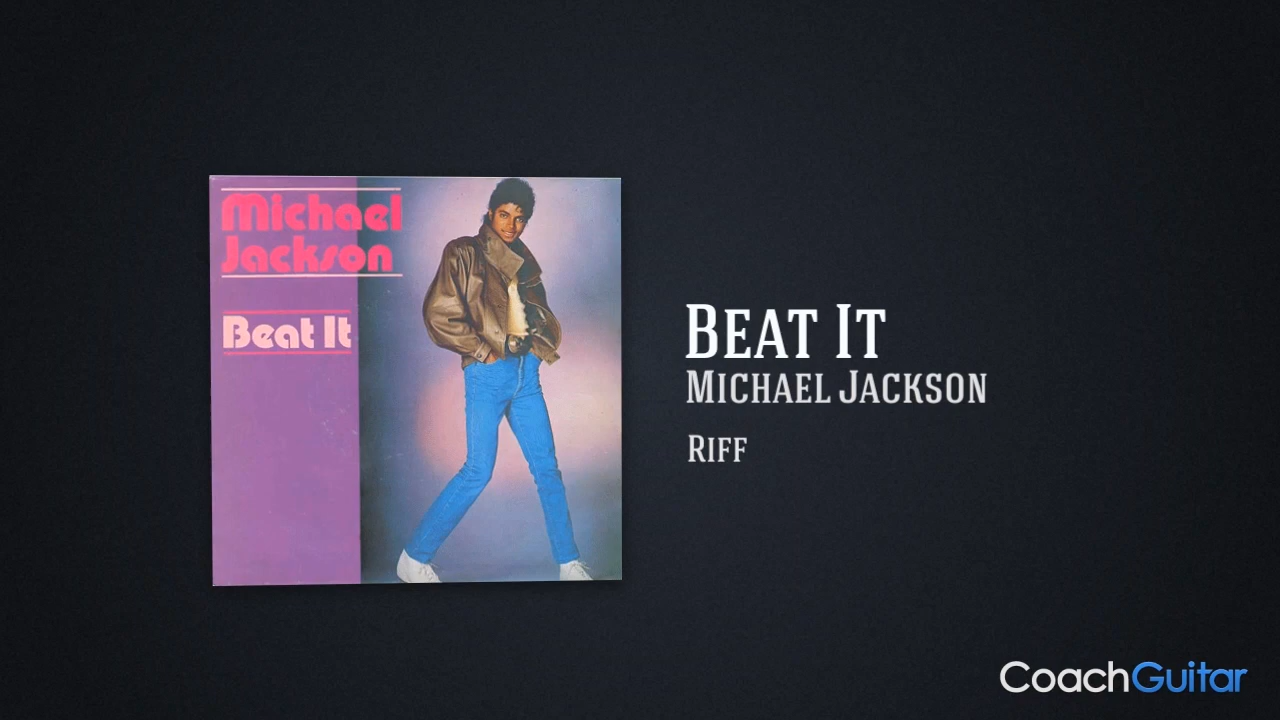 Michael
Jackson
Beat It
BEAT IT
MICHAEL JACKSON
RIFF
CoachGuitar